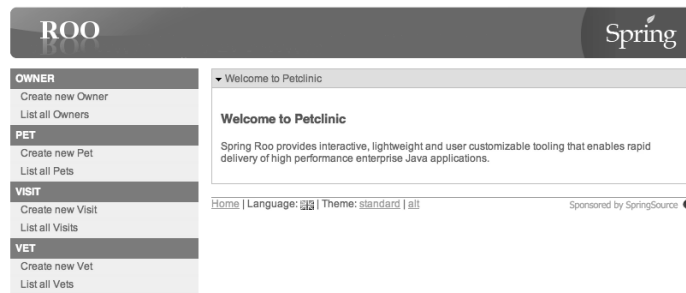 ROO
Spring
OWNER
Create new Owner
List all Owners
PET
Create new Pet
List all Pets
VISIT
Create new Visit
List all Visits
VET
Create new Vet
List all Vets
Welcome to Petclinic
Welcome to Petclinic
Spring Roo provides interactive, lightweight and user customizable tooling that enables rapid
delivery of high performance enterprise Java applications.
Home | Language: | Theme: standard | alt
Sponsored by SpringSource